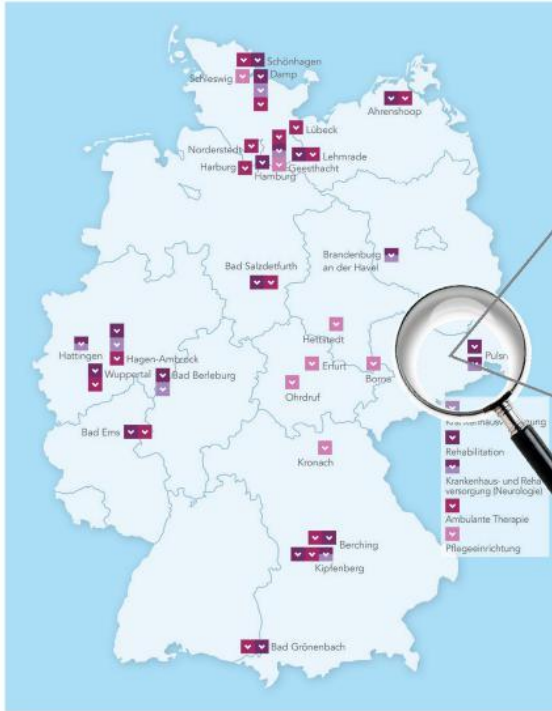 Schönhagen
Schleswig
Damp
Ahrenshoop
Lübeck
Norderstedt
Lehmrade
Harburg
Geesthacht
Hamburg
Brandenburg
an der Havel
Bad Salzdetfurth
Hettstedt
Pulsn
Hattingen
Hagen-Ambrock
Erfurt
Borna
Wuppertal
Bad Berleburg
Ohrdruf
Bad Ems
Rehabilitation
Kronach
Krankenhaus- und Reha
versorgung (Neurologie)
Ambulante Therapie
Pflegeeinrichtung
Berching
Kipfenberg
Bad Grönenbach